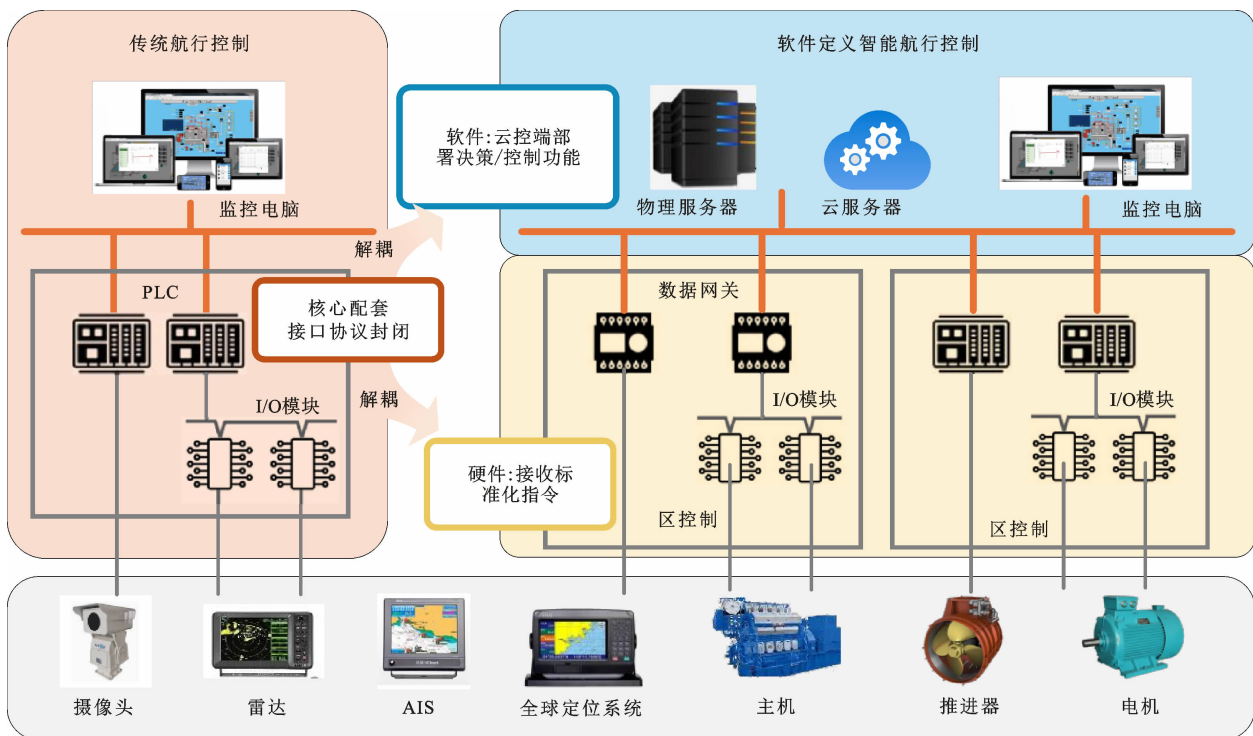 传统航行控制
监控电脑
PLC
I/O模块
解耦
核心配套
接口协议封闭
解耦
软件:云控端部
署决策/控制功能
硬件:接收标
准化指令
软件定义智能航行控制
物理服务器
云服务器
监控电脑
数据网关
I/O模块
区控制
I/O模块
区控制
摄像头
雷达
AIS
全球定位系统
主机
推进器
电机